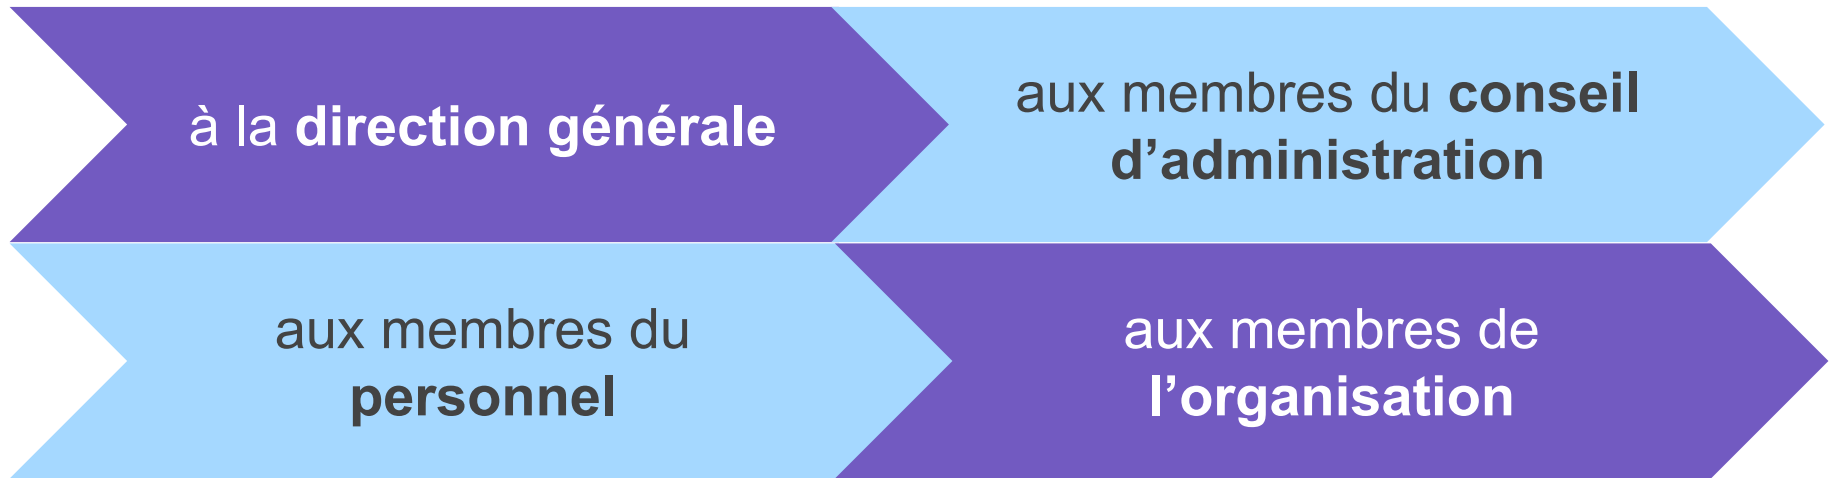 à la direction générale
aux membres du conseil
d’administration
aux membres du
personnel
aux membres de
l’organisation